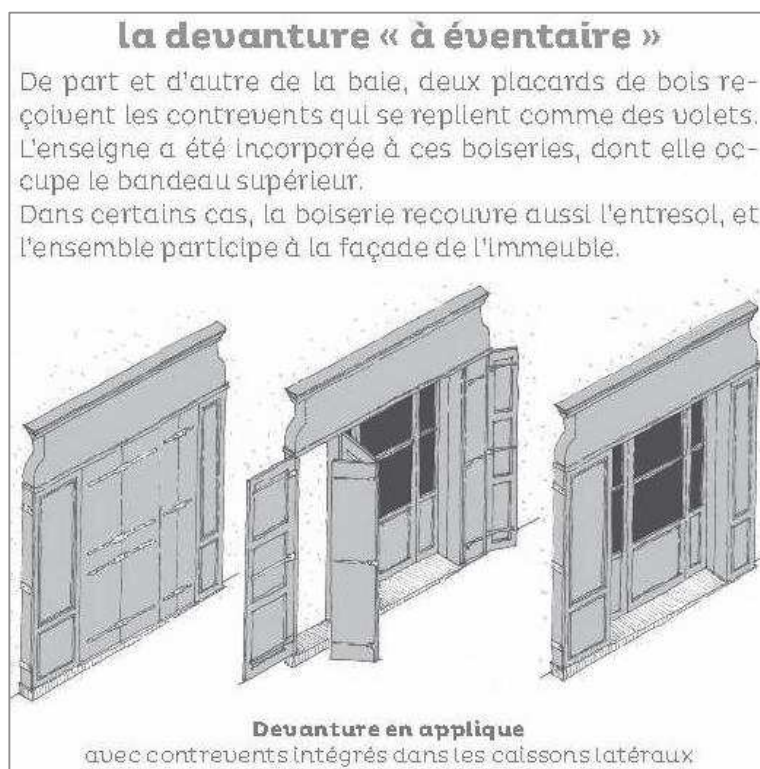 la devanture « à éventaire »
De part et d'autre de la baie, deux placards de bois re-
çoivent les contrevents qui se replient comme des volets.
L'enseigne a été incorporée à ces boiseries, dont elle oc-
cupe le bandeau supérieur.
Dans certains cas, la boiserie recouvre aussi l'entresol, et
l'ensemble participe à la façade de l'immeuble.
Devanture en applique
avec contrevents intégrés dans les caissons latéraux